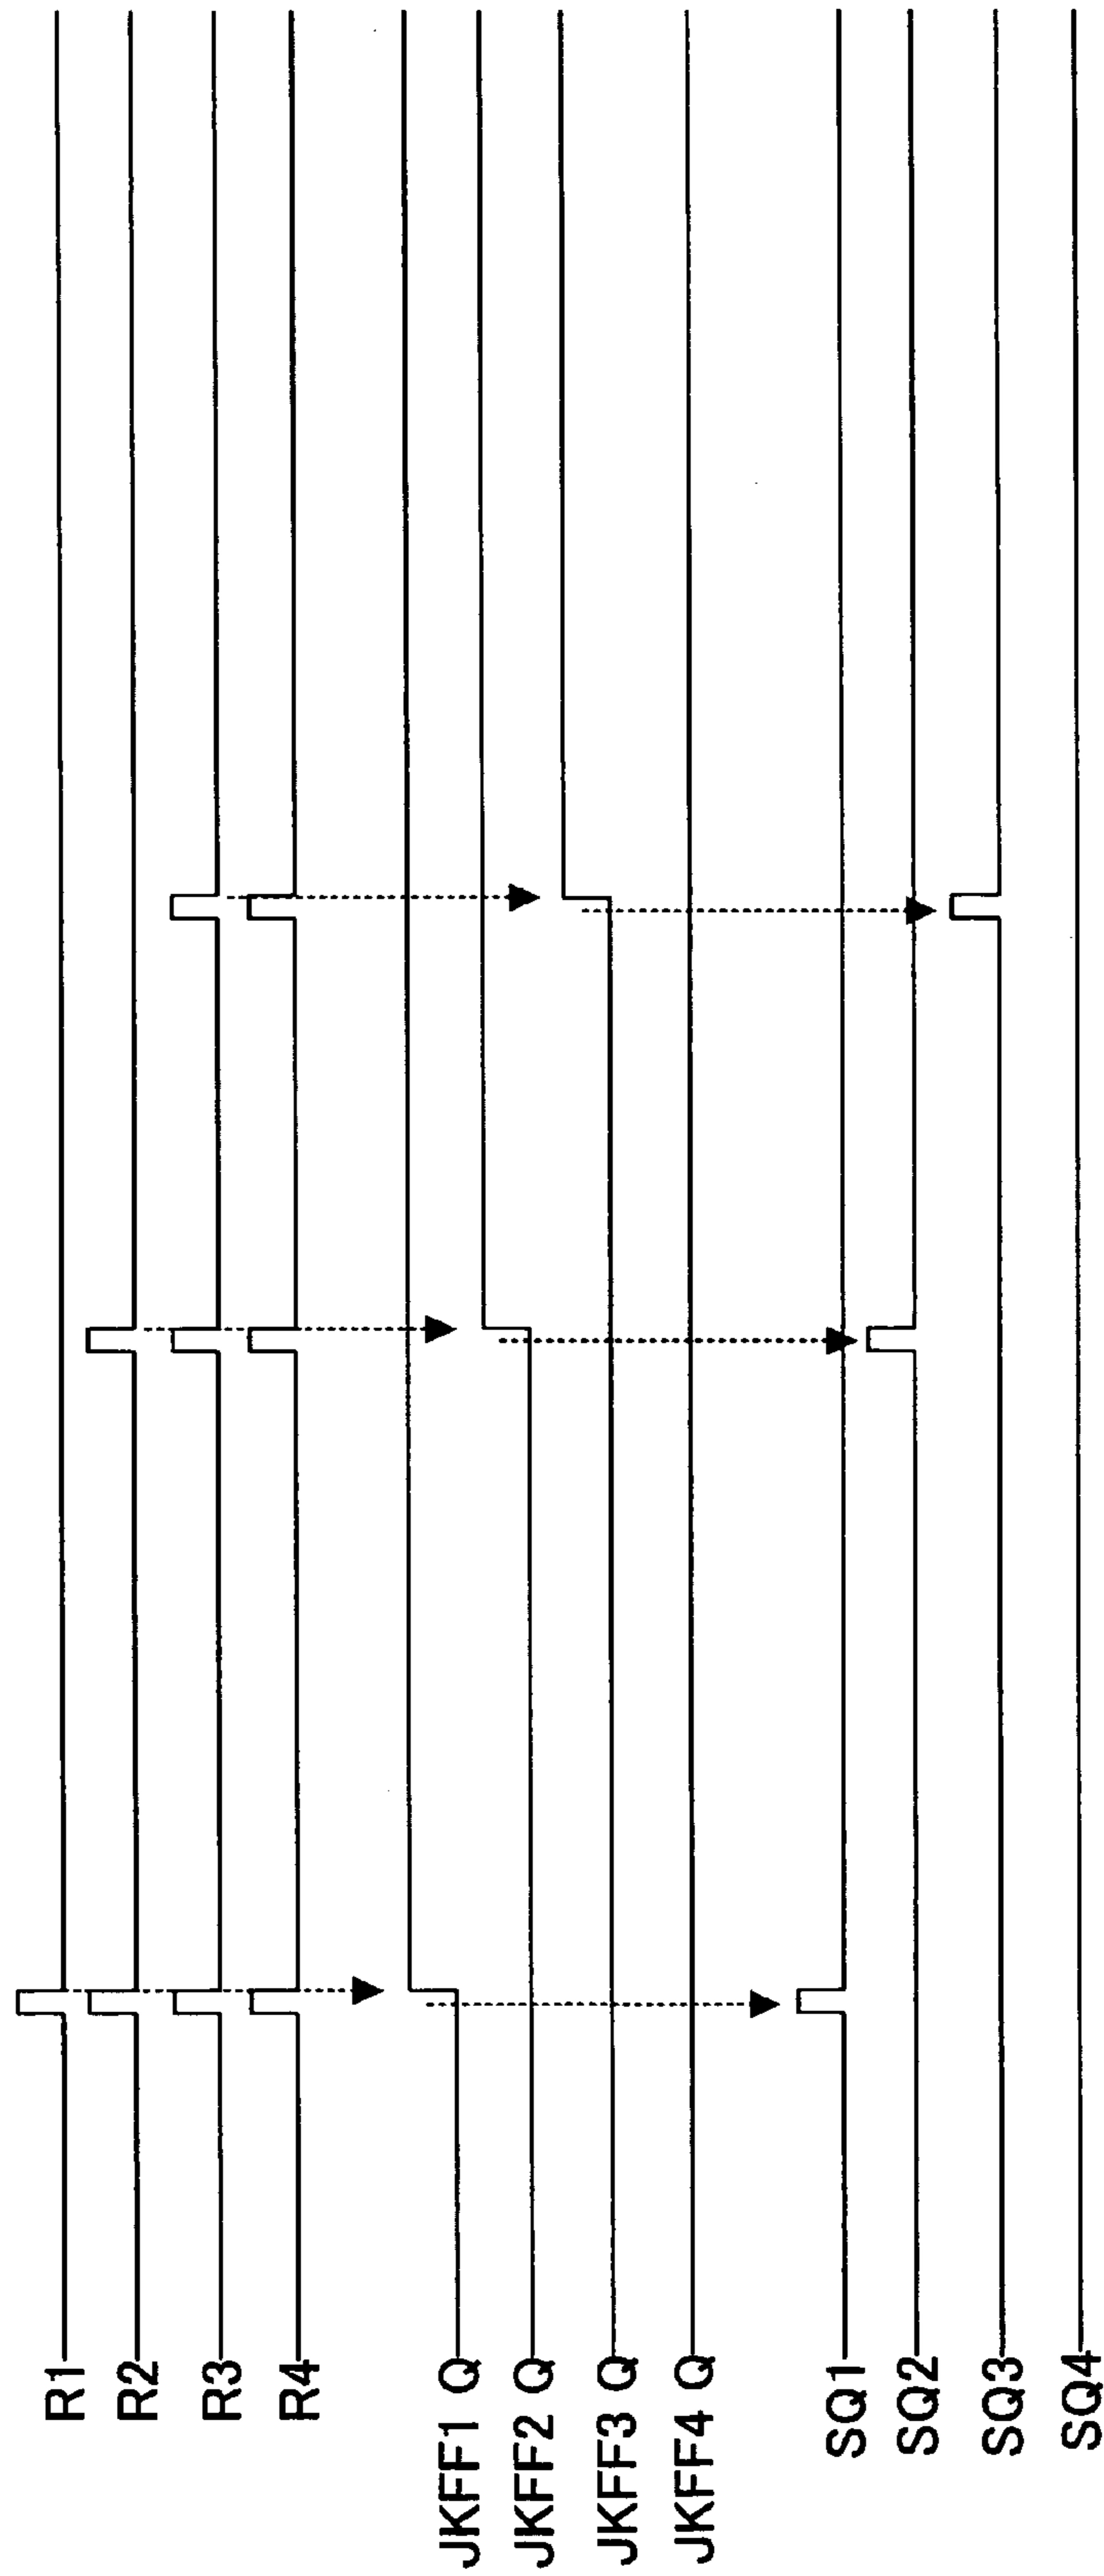 R1
R2
R3
R4
JKFF1 Q
JKFF2 Q
JKFF3 Q
JKFF4 Q
SQ1
SQ2
SQ3
SQ4